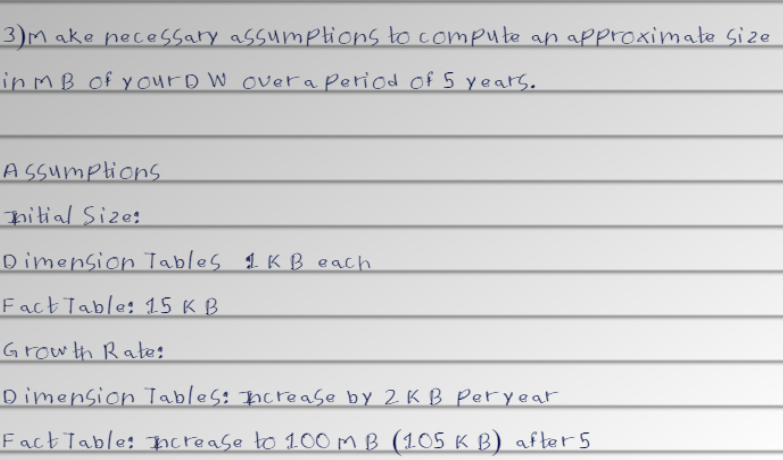 3)Make necessary assumptions to compute an approximate size
in MB of your DW over a period of 5 years.
Assumptions
Initial Size:
Dimension Tables 1 KB each
Fact Table: 15 KB
Growth Rate:
Dimension Tables: Increase by 2 KB per year
Fact Table: Increase to 100 MB (105 KB) after 5